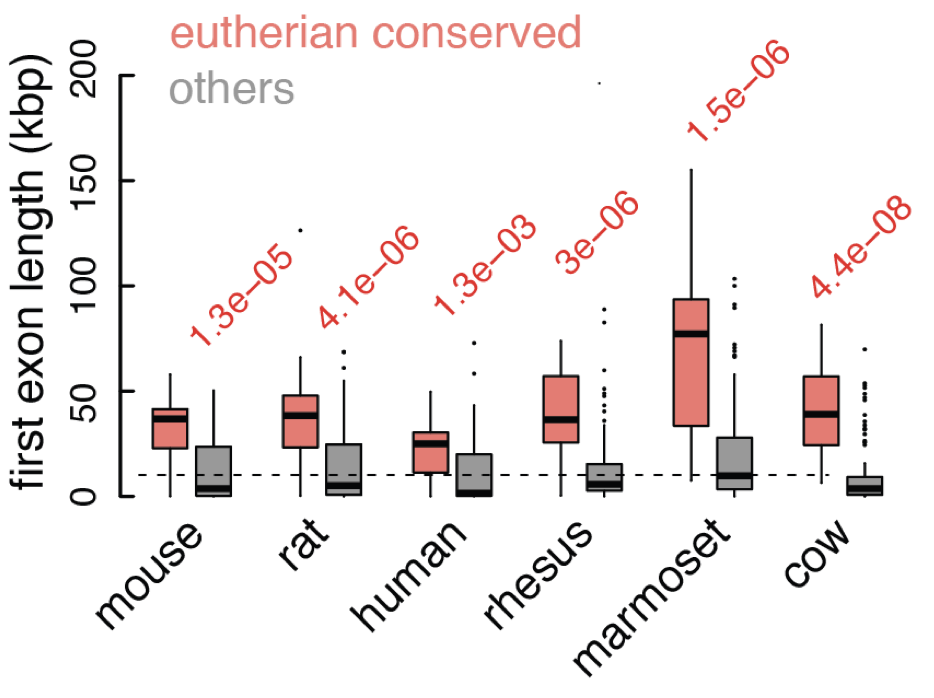 eutherian conserved
others
first exon length (kbp)
200
150
100
50
0
1.3e−05
4.1e−06
1.3e−03
3e−06
1.5e−06
4.4e−08
mouse
rat
human
rhesus
marmoset
cow